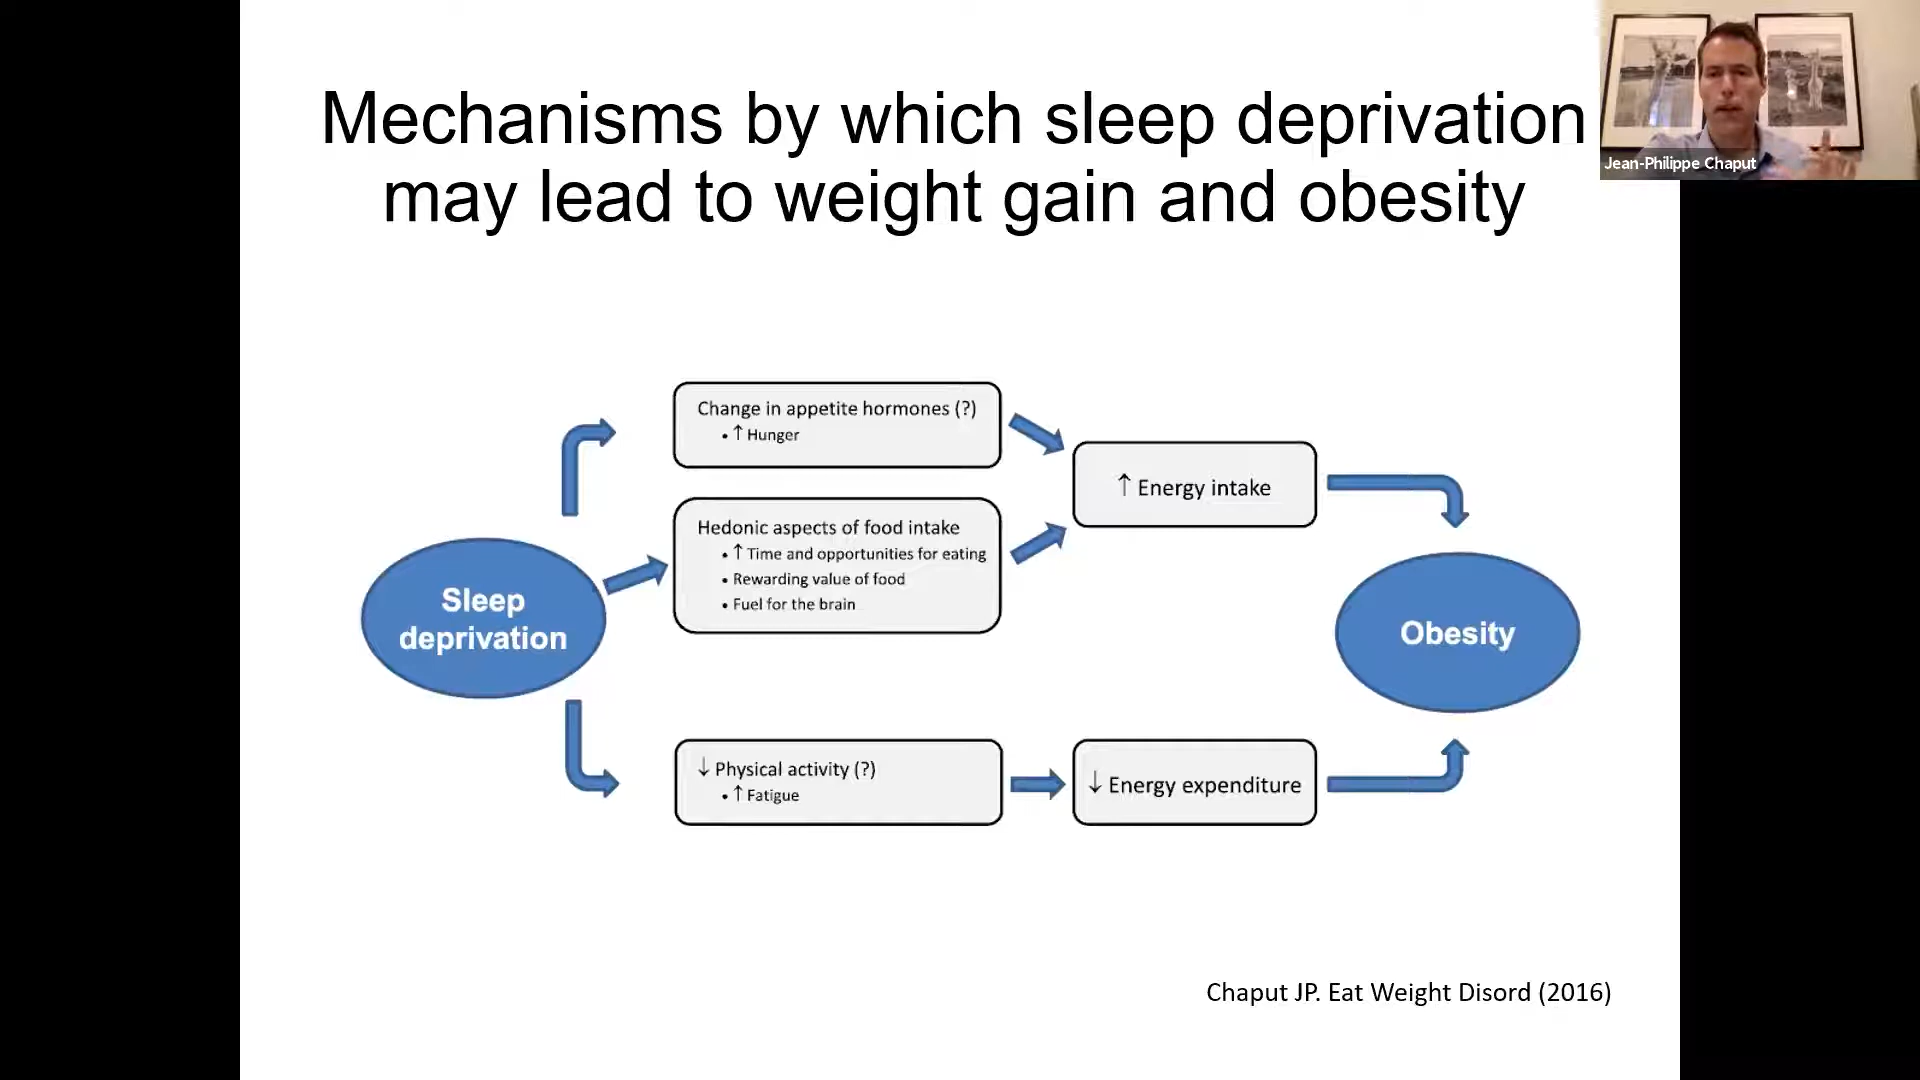 Mechanisms by which sleep deprivation
may lead to weight gain and obesity
Jean-Philippe Chaput
Change in appetite hormones (?)
• ↑ Hunger
↑ Energy intake
Hedonic aspects of food intake
• ↑ Time and opportunities for eating
• Rewarding value of food
• Fuel for the brain
Sleep
deprivation
Obesity
↓ Physical activity (?)
• ↑ Fatigue
↓ Energy expenditure
Chaput JP. Eat Weight Disord (2016)